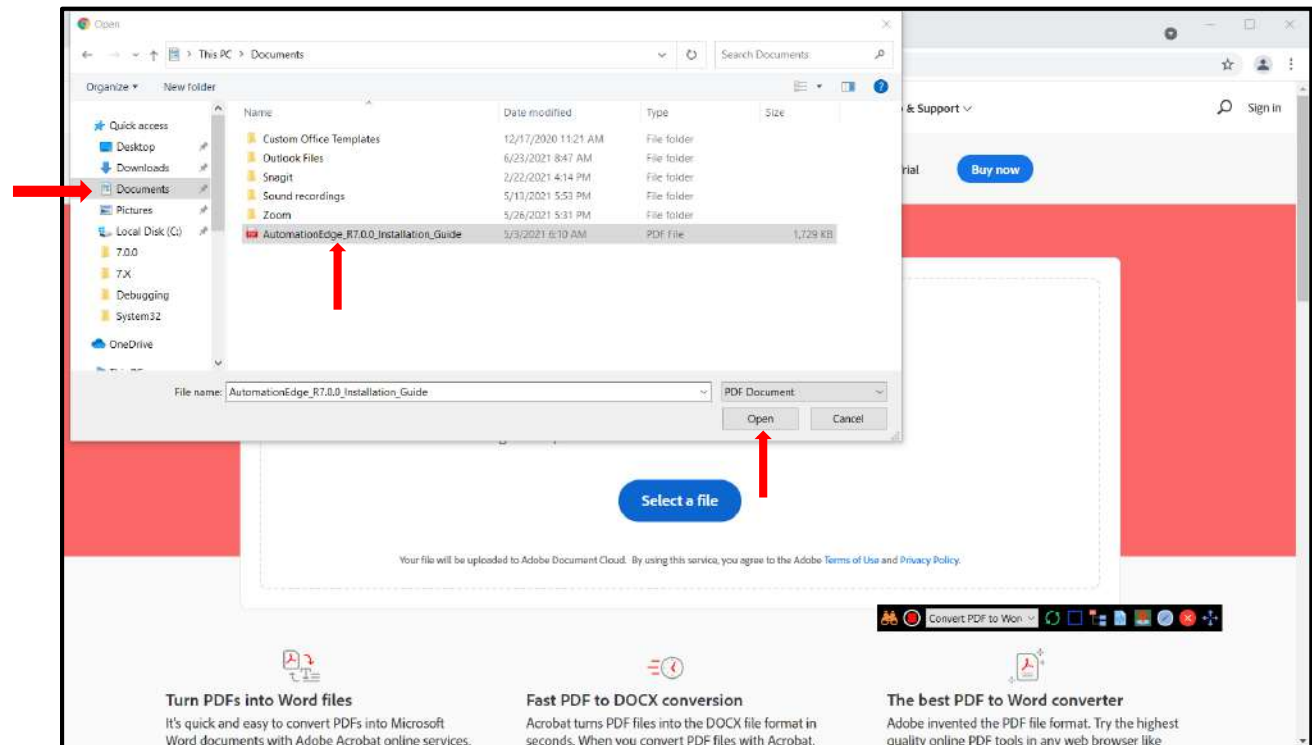 Open
This PC > Documents
Search Documents
Organize
New folder
Name
Date modified
Type
Size
Quick access
Desktop
Downloads
Documents
Pictures
Local Disk (C:)
7.0.0
7.X
Debugging
System32
OneDrive
Custom Office Templates 12/17/2020 11:21 AM File folder
Outlook Files 6/23/2021 8:47 AM File folder
Snagit 2/22/2021 4:14 PM File folder
Sound recordings 5/13/2021 5:53 PM File folder
Zoom 5/26/2021 5:31 PM File folder
AutomationEdge_R7.0.0_Installation_Guide 5/3/2021 6:10 AM PDF File 1,729 KB
File name: AutomationEdge_R7.0.0_Installation_Guide
PDF Document
Open
Cancel
& Support
Sign in
Buy now
Select a file
Your file will be uploaded to Adobe Document Cloud. By using this service, you agree to the Adobe Terms of Use and Privacy Policy.
Convert PDF to Wor
Turn PDFs into Word files
It's quick and easy to convert PDFs into Microsoft
Word documents with Adobe Acrobat online services.
Fast PDF to DOCX conversion
Acrobat turns PDF files into the DOCX file format in
seconds. When you convert PDF files with Acrobat,
The best PDF to Word converter
Adobe invented the PDF file format. Try the highest
quality online PDF tools in any web browser like